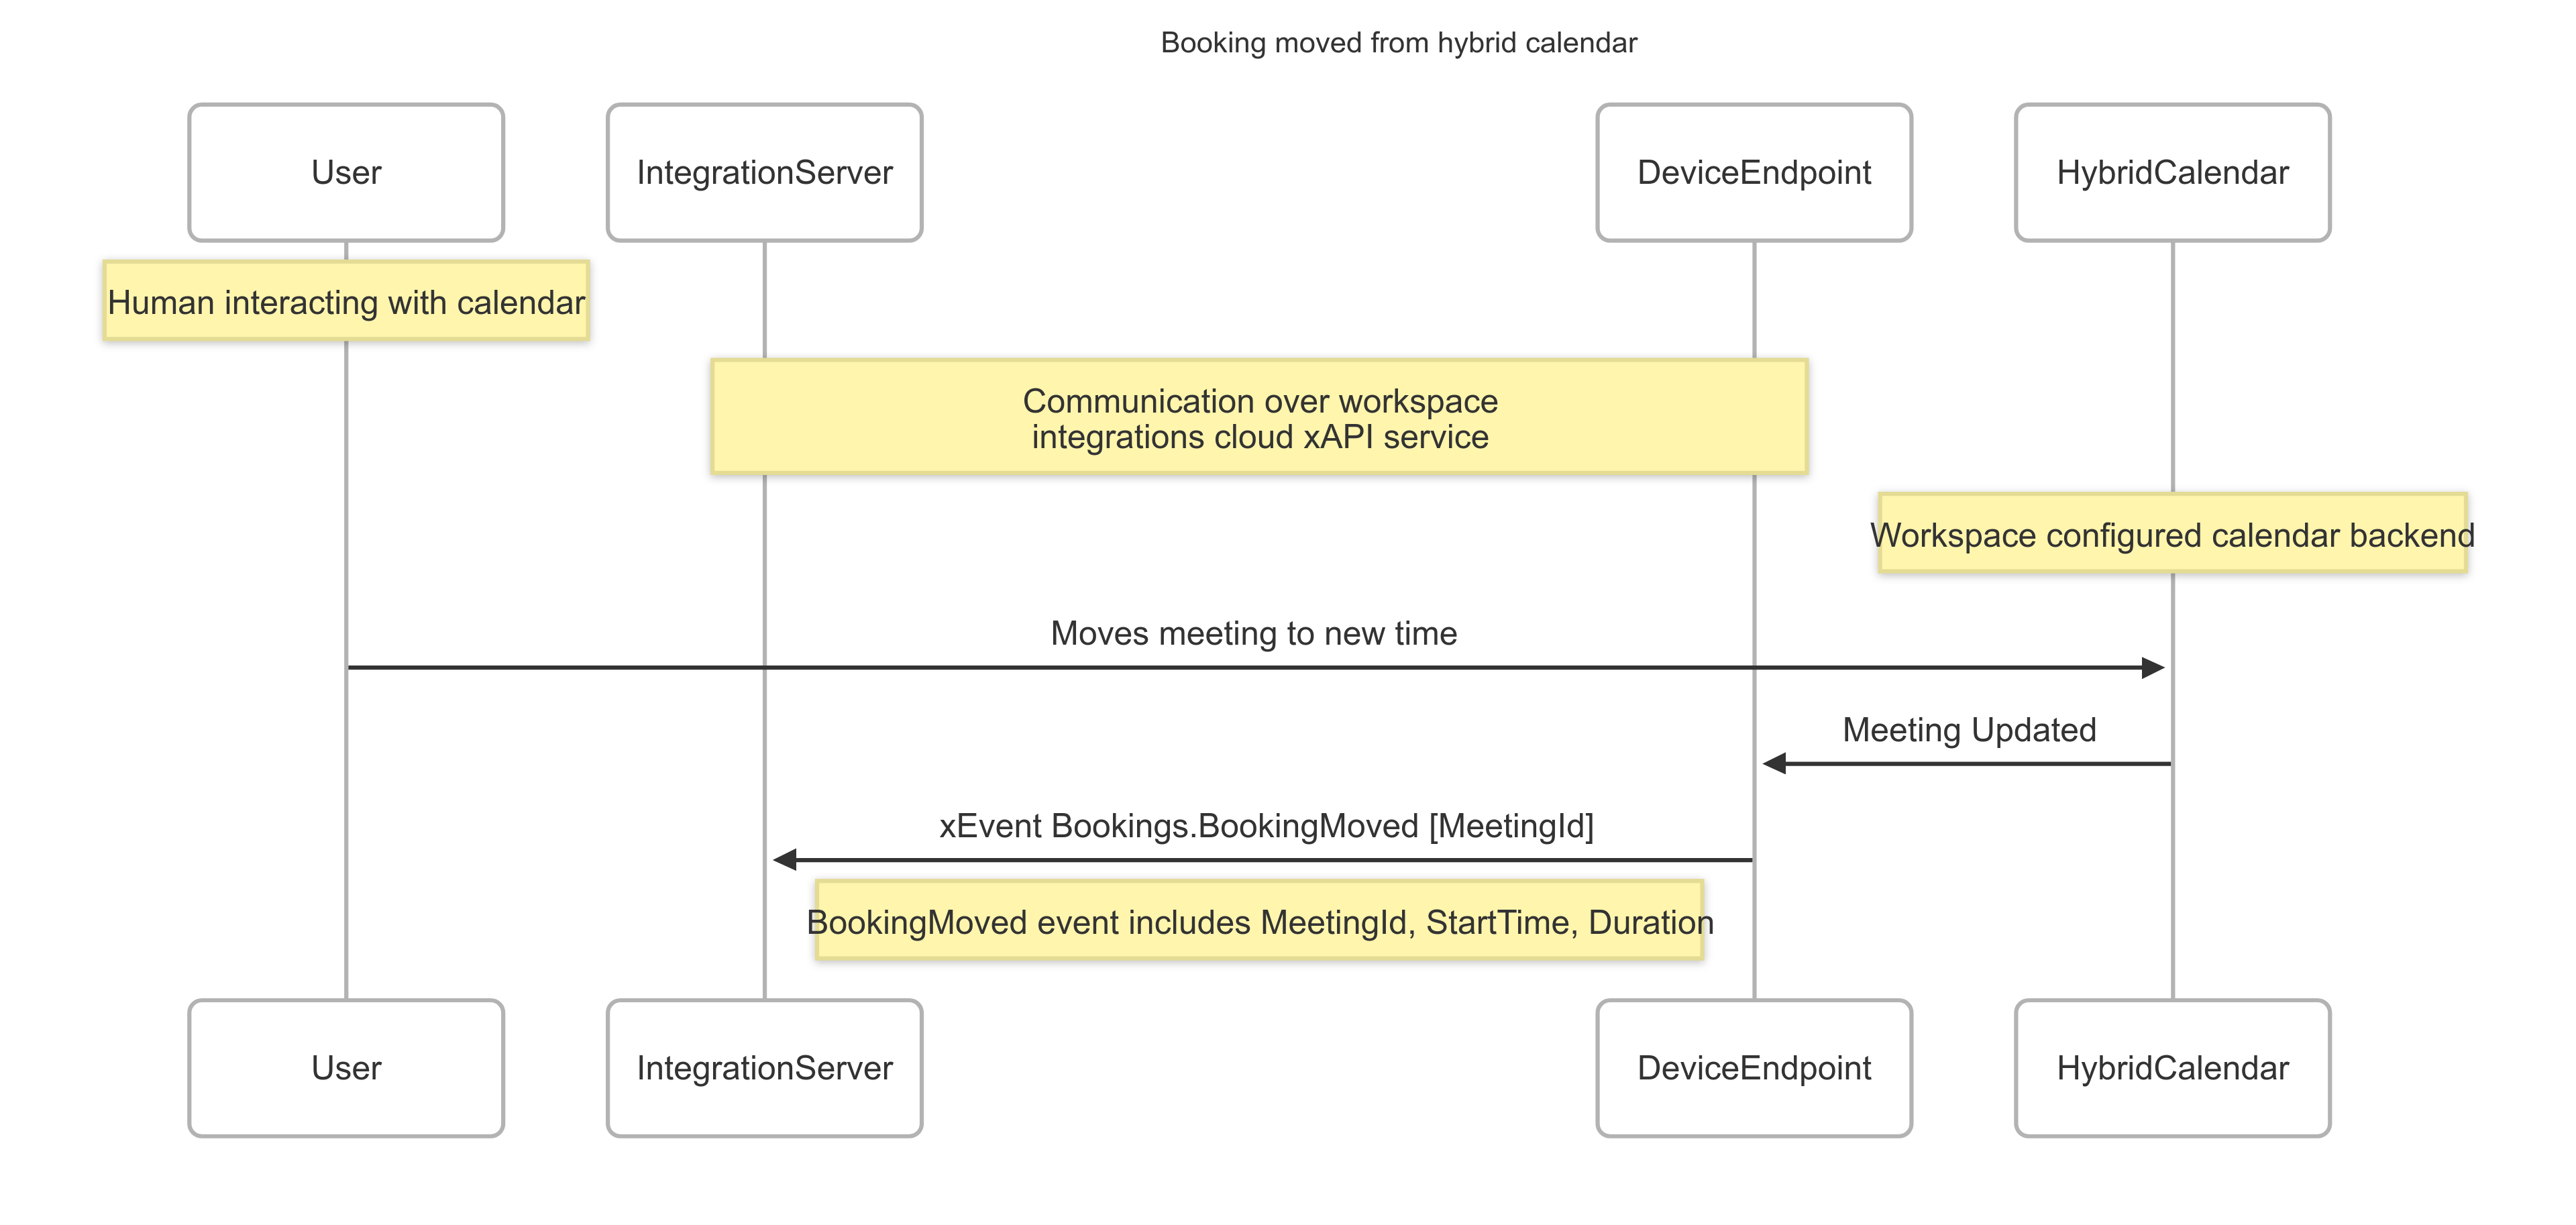 Booking moved from hybrid calendar
User
IntegrationServer
DeviceEndpoint
HybridCalendar
Human interacting with calendar
Communication over workspace
integrations cloud xAPI service
Workspace configured calendar backend
Moves meeting to new time
Meeting Updated
xEvent Bookings.BookingMoved [MeetingId]
BookingMoved event includes MeetingId, StartTime, Duration
User
IntegrationServer
DeviceEndpoint
HybridCalendar